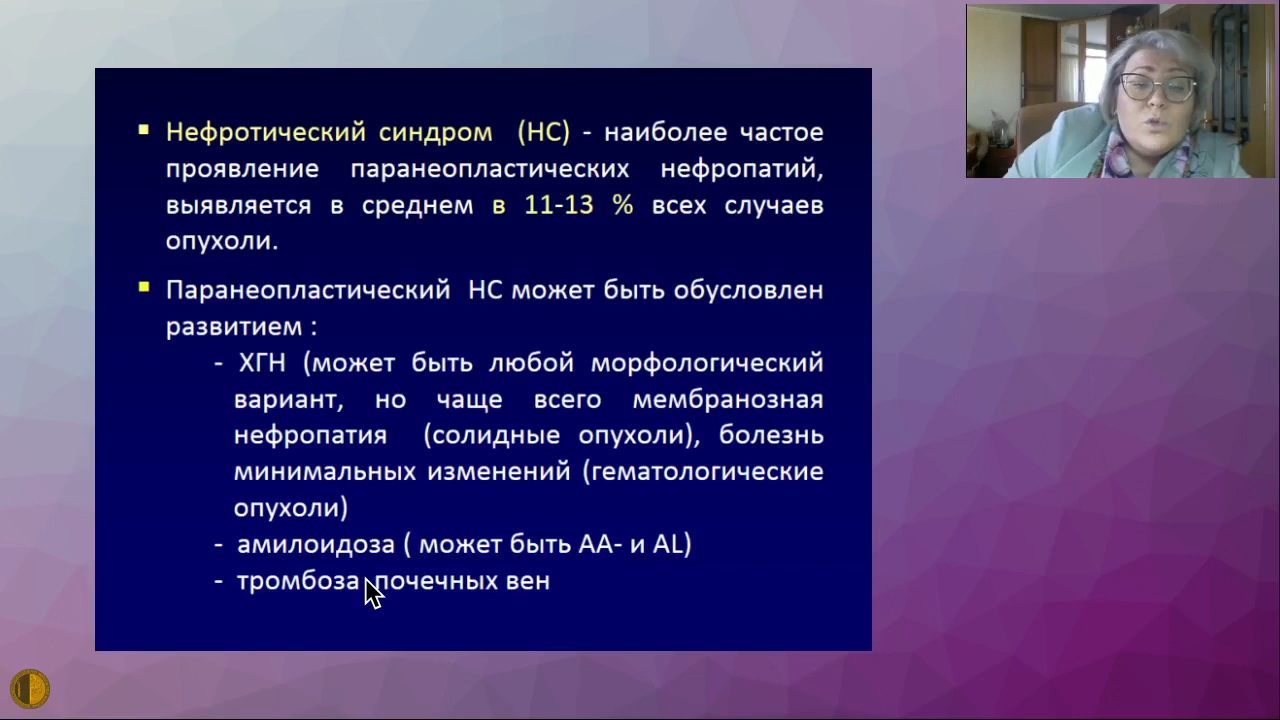 Нефротический синдром (НС) - наиболее частое
проявление паранеопластических нефропатий,
выявляется в среднем в 11-13 % всех случаев
опухоли.
Паранеопластический НС может быть обусловлен
развитием :
- ХГН (может быть любой морфологический
вариант, но чаще всего мембранозная
нефропатия (солидные опухоли), болезнь
минимальных изменений (гематологические
опухоли)
- амилоидоза ( может быть АА- и AL)
- тромбоза почечных вен